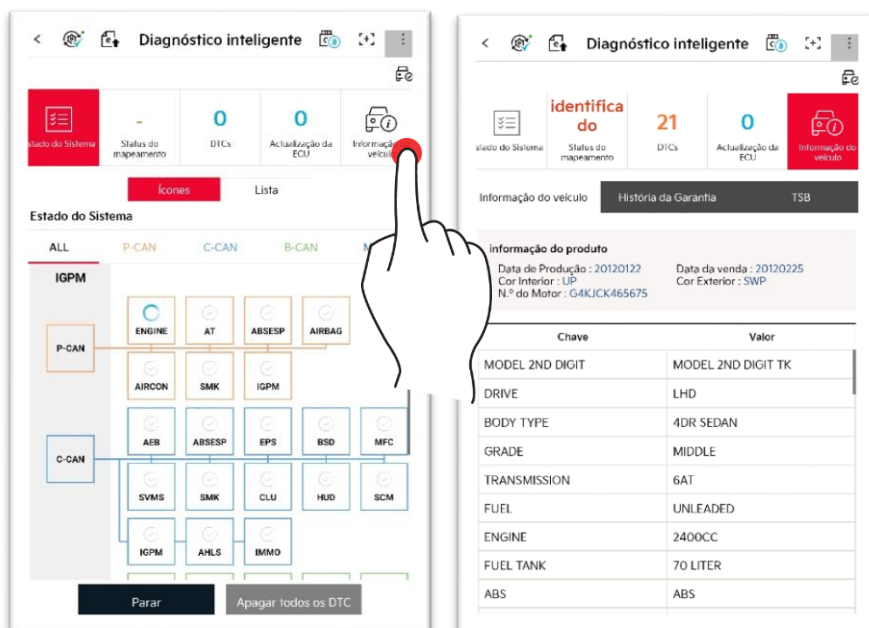 Diagnóstico inteligente
-
0
0
stado do Sistema
Status do
mapeamento
DTCs
Actualização da
ECU
Informação
veículo
Ícones
Lista
Estado do Sistema
ALL
P-CAN
C-CAN
B-CAN
M
IGPM
P-CAN
ENGINE
AT
ABSESP
AIRBAG
AIRCON
SMK
IGPM
C-CAN
AEB
ABSESP
EPS
BSD
MFC
SVMS
SMK
CLU
HUD
SCM
IGPM
AHLS
IMMO
Parar
Apagar todos os DTC
Diagnóstico inteligente
identifica
do
21
0
stado do Sistema
Status do
mapeamento
DTCs
Actualização da
ECU
Informação do
veículo
Informação do veículo
História da Garantia
TSB
informação do produto
Data de Produção : 20120122
Data da venda : 20120225
Cor Interior : UP
Cor Exterior : SWP
N.º do Motor : G4KJCK465675
Chave
Valor
MODEL 2ND DIGIT
MODEL 2ND DIGIT TK
DRIVE
LHD
BODY TYPE
4DR SEDAN
GRADE
MIDDLE
TRANSMISSION
6AT
FUEL
UNLEADED
ENGINE
2400CC
FUEL TANK
70 LITER
ABS
ABS